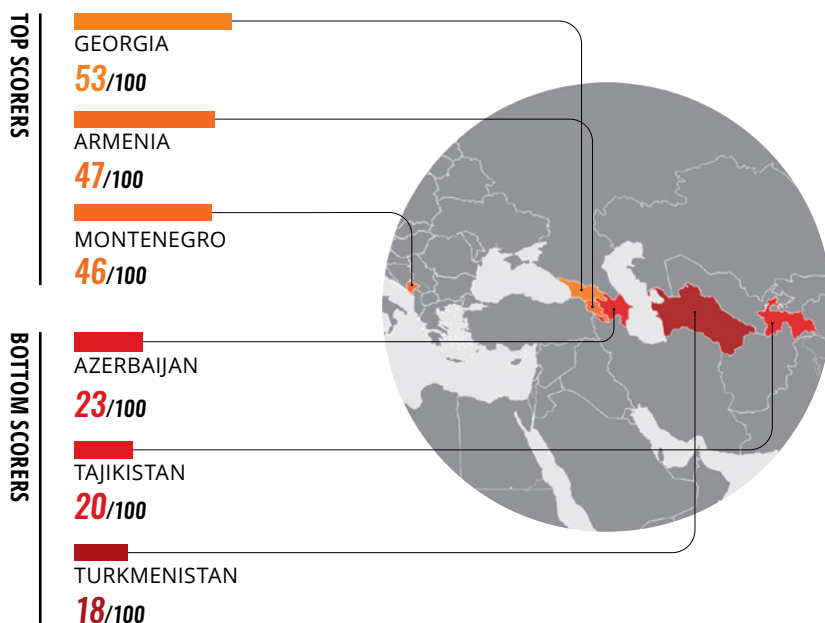 TOP SCORERS
GEORGIA
53/100
ARMENIA
47/100
MONTENEGRO
46/100
BOTTOM SCORERS
AZERBAIJAN
23/100
TAJIKISTAN
20/100
TURKMENISTAN
18/100